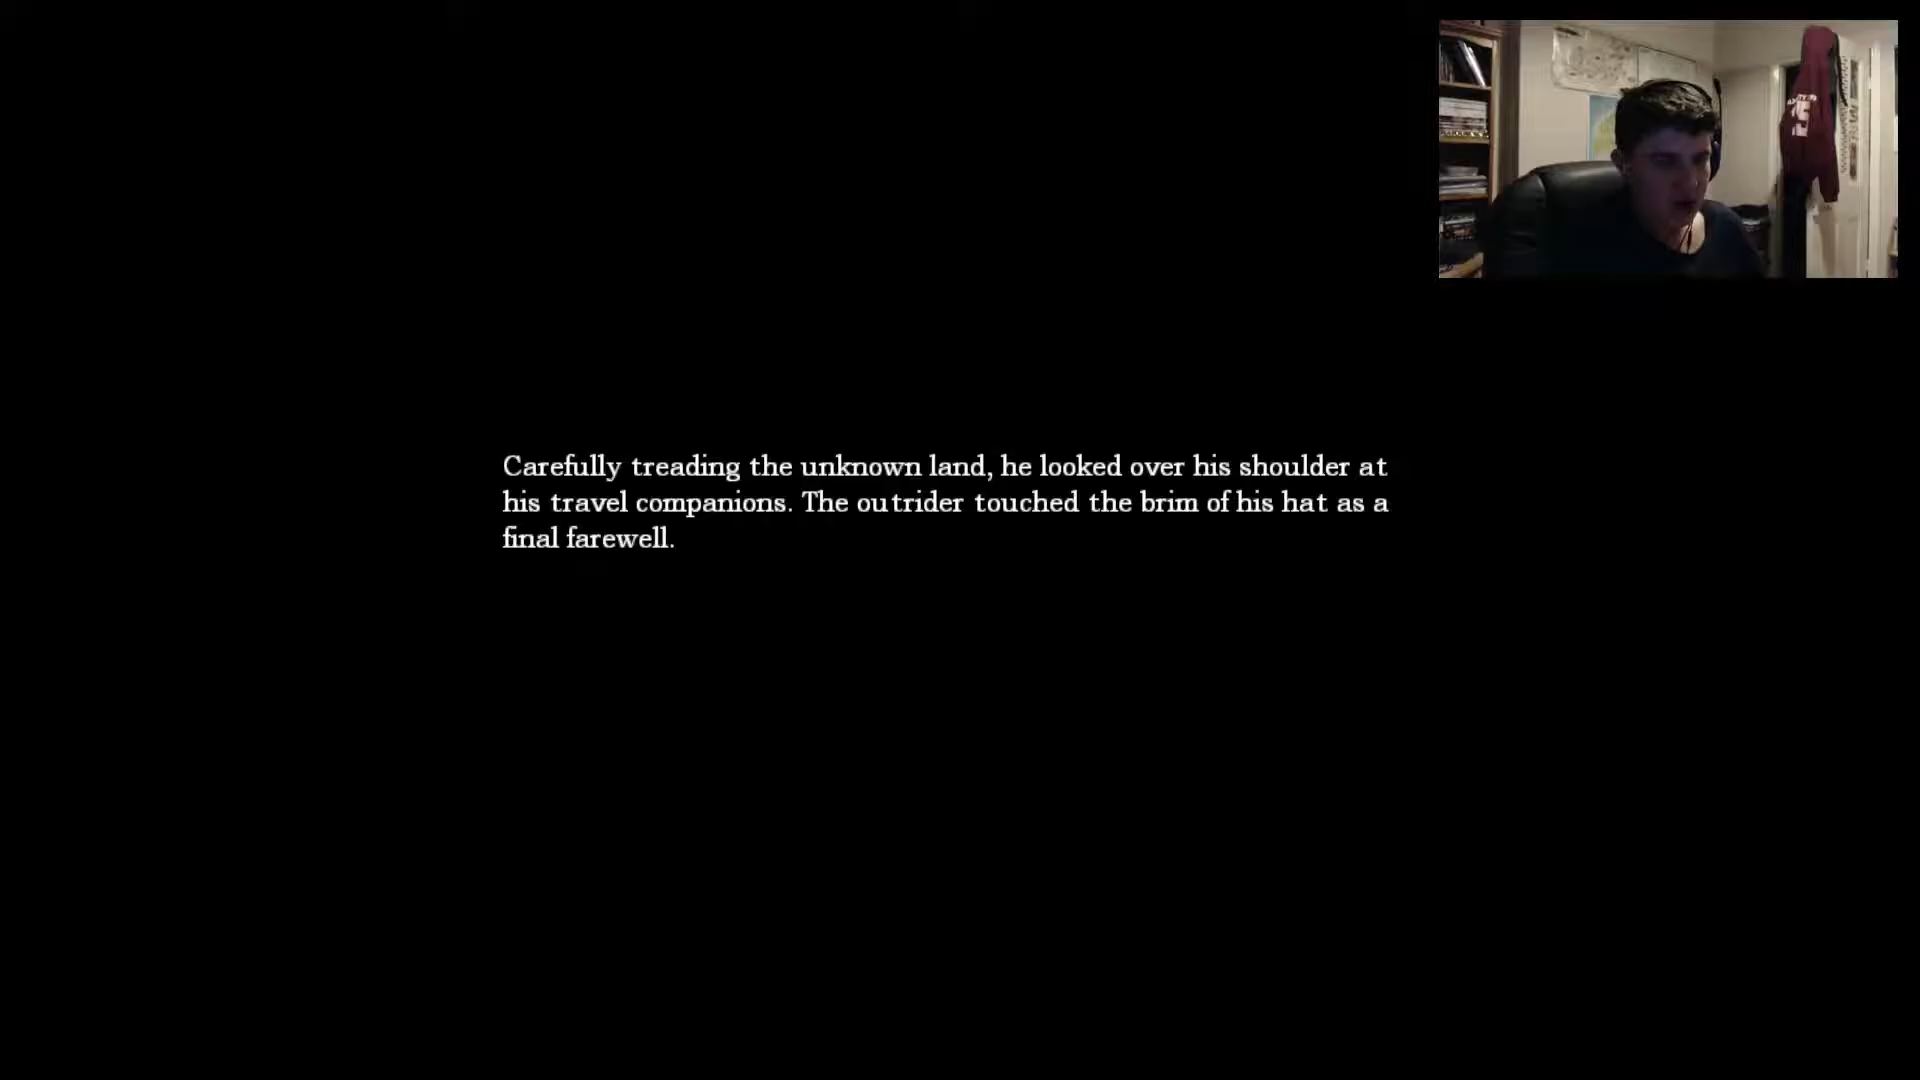 Carefully treading the unknown land, he looked over his shoulder at
his travel companions. The outrider touched the brim of his hat as a
final farewell.
15